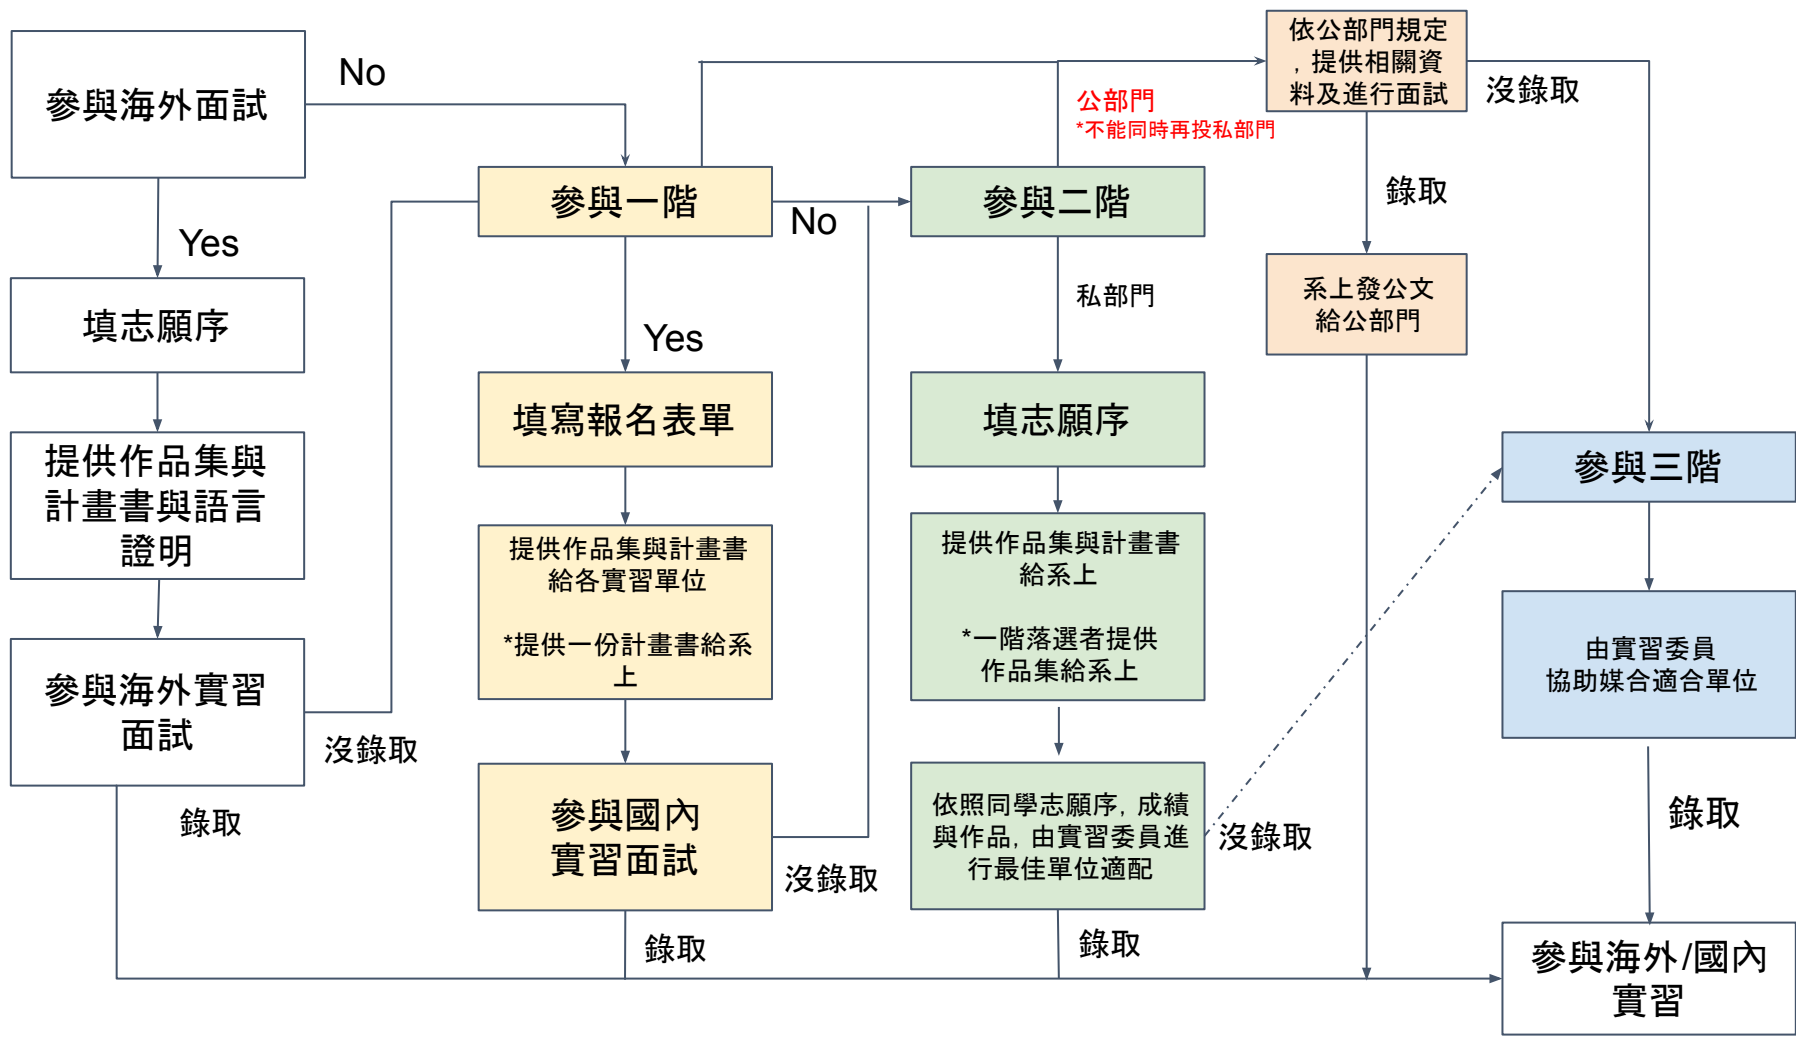 參與海外面試
No
Yes
填志願序
提供作品集與
計畫書與語言
證明
參與海外實習
面試
沒錄取
錄取
參與一階
No
Yes
填寫報名表單
提供作品集與計畫書
給各實習單位
*提供一份計畫書給系
上
參與國內
實習面試
沒錄取
錄取
公部門
*不能同時再投私部門
參與二階
私部門
填志願序
提供作品集與計畫書
給系上
*一階落選者提供
作品集給系上
依照同學志願序, 成績
與作品, 由實習委員進
行最佳單位適配
沒錄取
錄取
依公部門規定
, 提供相關資
料及進行面試
沒錄取
錄取
系上發公文
給公部門
參與三階
由實習委員
協助媒合適合單位
錄取
參與海外/國內
實習